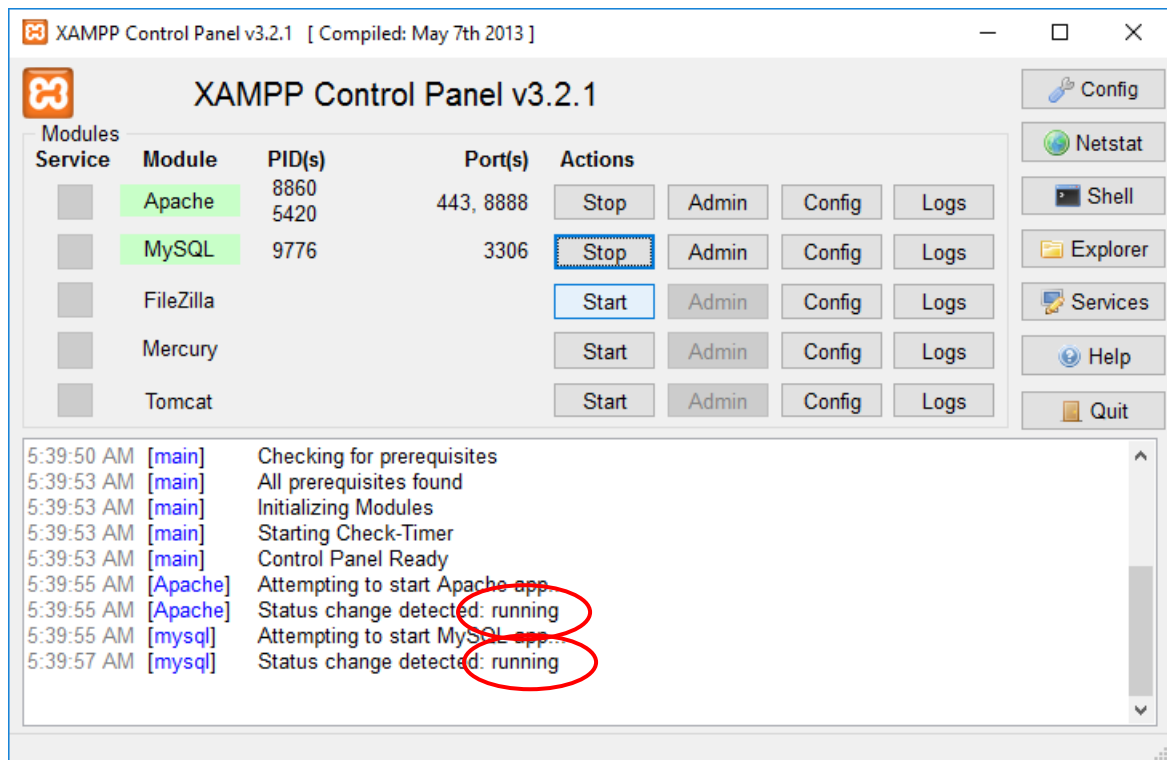 XAMPP Control Panel v3.2.1 [ Compiled: May 7th 2013 ]
XAMPP Control Panel v3.2.1
Config
Modules
Service Module PID(s) Port(s) Actions
Netstat
Apache 8860 5420 443, 8888 Stop Admin Config Logs
Shell
MySQL 9776 3306 Stop Admin Config Logs
Explorer
FileZilla Start Admin Config Logs
Services
Mercury Start Admin Config Logs
Help
Tomcat Start Admin Config Logs
Quit
5:39:50 AM [main] Checking for prerequisites
5:39:53 AM [main] All prerequisites found
5:39:53 AM [main] Initializing Modules
5:39:53 AM [main] Starting Check-Timer
5:39:53 AM [main] Control Panel Ready
5:39:55 AM [Apache] Attempting to start Apache app...
5:39:55 AM [Apache] Status change detected: running
5:39:55 AM [mysql] Attempting to start MySQL app...
5:39:57 AM [mysql] Status change detected: running